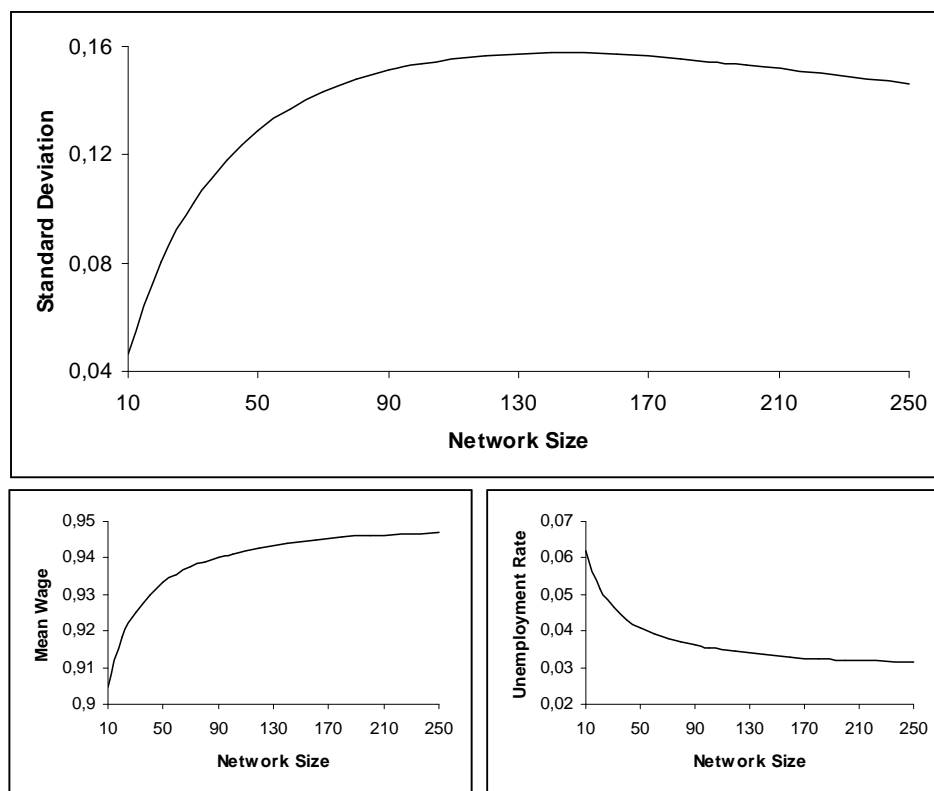 0,16
0,12
0,08
0,04
Standard Deviation
10 50 90 130 170 210 250
Network Size
0,95
0,94
0,93
0,92
0,91
0,9
Mean Wage
10 50 90 130 170 210 250
Network Size
0,07
0,06
0,05
0,04
0,03
0,02
Unemployment Rate
10 50 90 130 170 210 250
Network Size